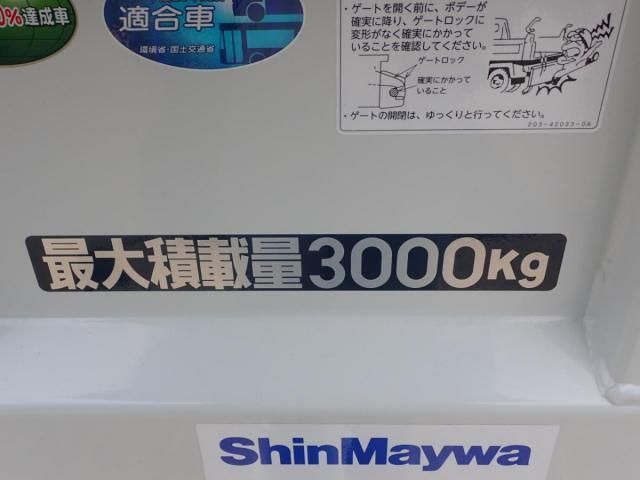 0%達成車
適合車
環境省・国土交通省
・ゲートを開く前に、ボデーが
確実に降り、ゲートロックに
変形がなく確実にかかって
いることを確認してください。
ゲートロック
確実にかかって
いること
・ゲートの開閉は、ゆっくりと行ってください。
203-42033-0A
最大積載量3000Kg
ShinMaywa